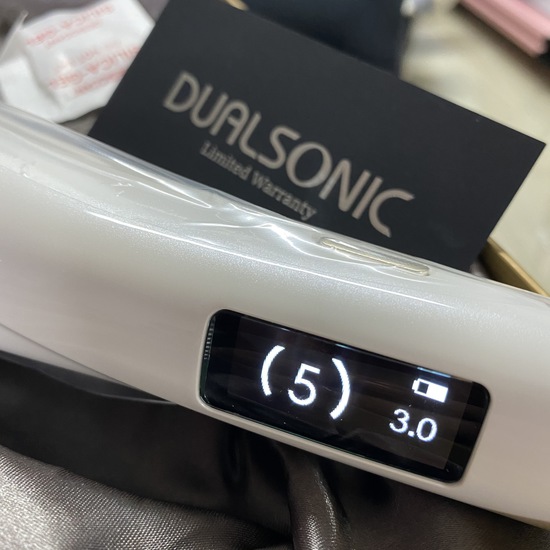 DUALSONIC
Limited Warranty
(5)
3.0